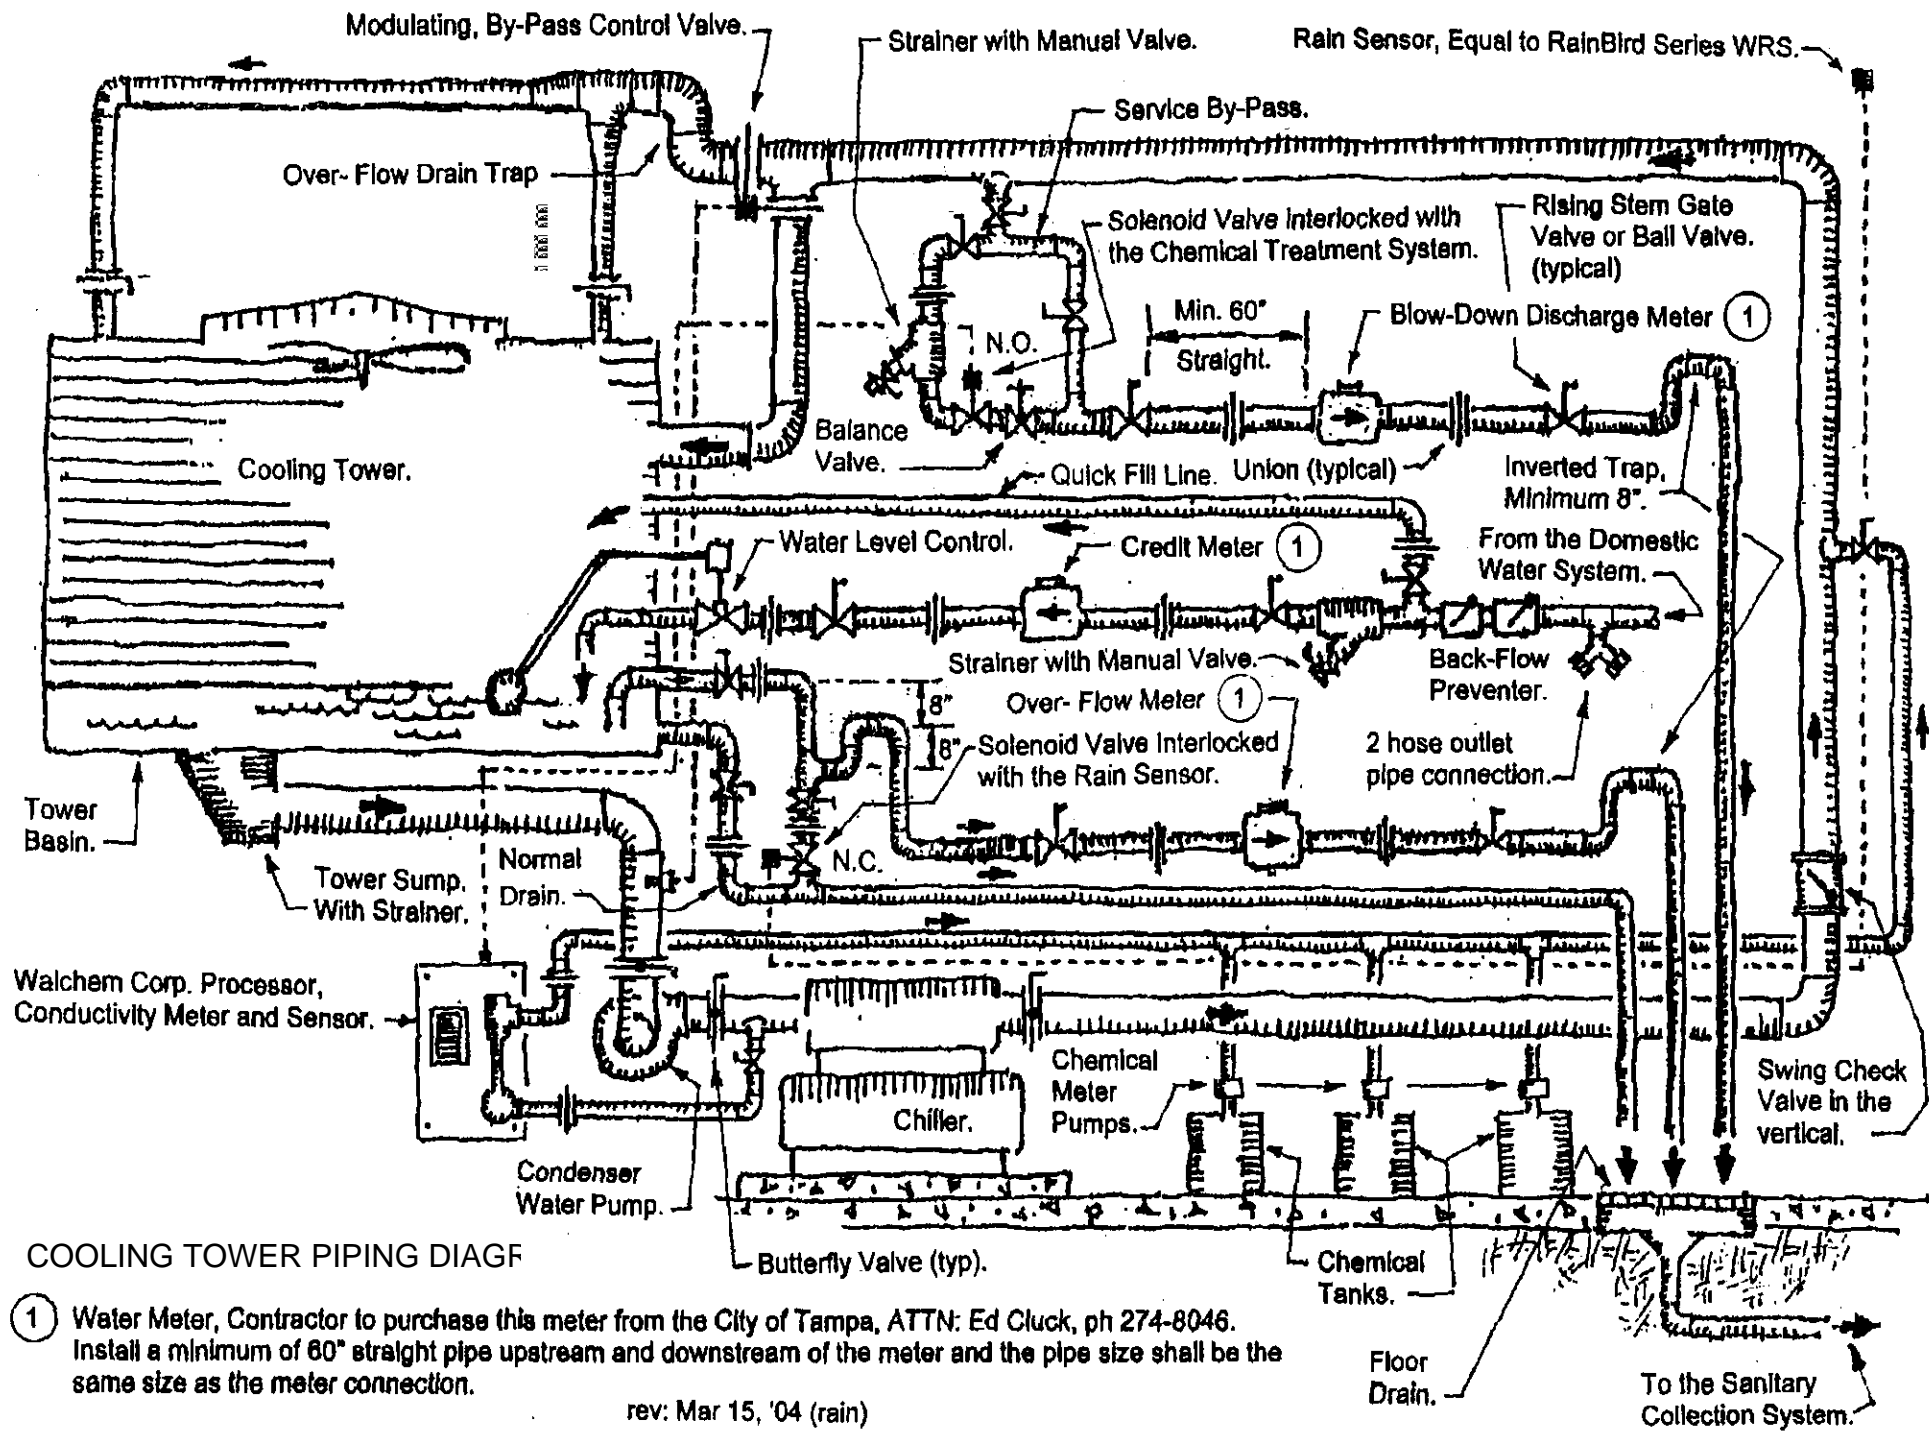 Modulating, By-Pass Control Valve.
Strainer with Manual Valve.
Rain Sensor, Equal to RainBird Series WRS.
Service By-Pass.
Over- Flow Drain Trap
Solenoid Valve Interlocked with
the Chemical Treatment System.
Rising Stem Gate
Valve or Ball Valve.
(typical)
Min. 60"
Straight.
Blow-Down Discharge Meter 1
N.O.
Balance
Valve.
Cooling Tower.
Quick Fill Line.
Union (typical)
Inverted Trap,
Minimum 8".
Water Level Control.
Credit Meter 1
From the Domestic
Water System.
Strainer with Manual Valve.
Back-Flow
Preventer.
Over- Flow Meter 1
8"
8"
Solenoid Valve Interlocked
with the Rain Sensor.
2 hose outlet
pipe connection.
Tower
Basin.
Normal
Drain.
N.C.
Tower Sump.
With Strainer.
Walchem Corp. Processor,
Conductivity Meter and Sensor.
Chemical
Meter
Pumps.
Chiller.
Swing Check
Valve in the
vertical.
Condenser
Water Pump.
Butterfly Valve (typ).
Chemical
Tanks.
COOLING TOWER PIPING DIAGR
1 Water Meter, Contractor to purchase this meter from the City of Tampa, ATTN: Ed Cluck, ph 274-8046.
Install a minimum of 60" straight pipe upstream and downstream of the meter and the pipe size shall be the
same size as the meter connection.
Floor
Drain.
To the Sanitary
Collection System.
rev: Mar 15, '04 (rain)